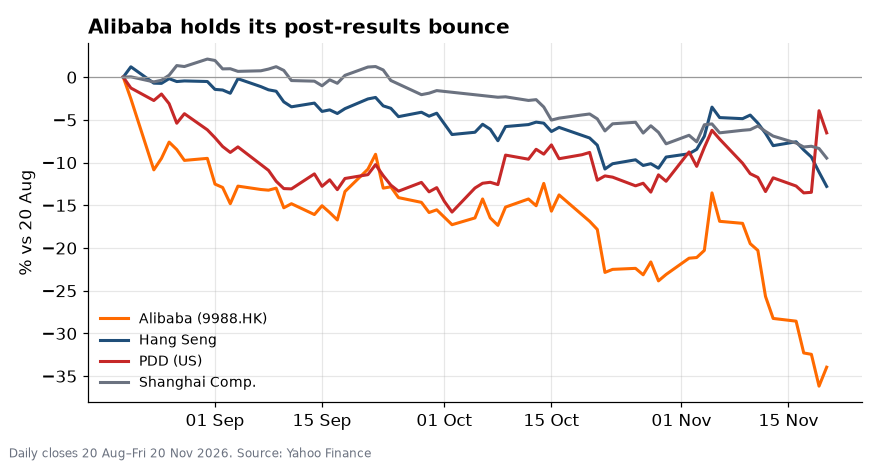 Alibaba holds its post-results bounce
% vs 20 Aug
0
−5
−10
−15
−20
−25
−30
−35
Alibaba (9988.HK)
Hang Seng
PDD (US)
Shanghai Comp.
01 Sep
15 Sep
01 Oct
15 Oct
01 Nov
15 Nov
Daily closes 20 Aug–Fri 20 Nov 2026. Source: Yahoo Finance